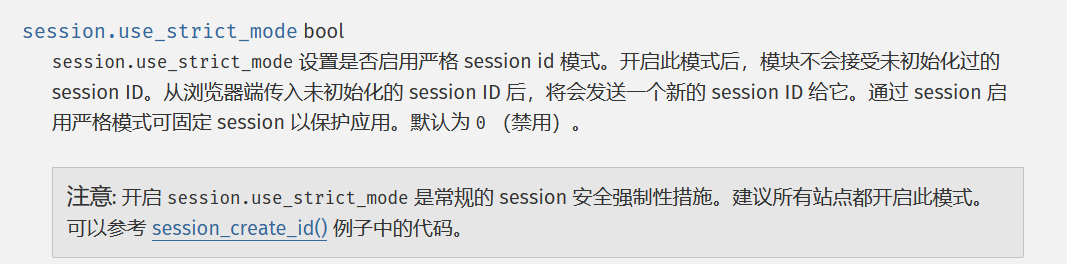 session.use_strict_mode bool
session.use_strict_mode 设置是否启用严格 session id 模式。开启此模式后，模块不会接受未初始化过的
session ID。从浏览器端传入未初始化的 session ID 后，将会发送一个新的 session ID 给它。通过 session 启
用严格模式可固定 session 以保护应用。默认为 0 （禁用）。
注意: 开启 session.use_strict_mode 是常规的 session 安全强制性措施。建议所有站点都开启此模式。
可以参考 session_create_id() 例子中的代码。